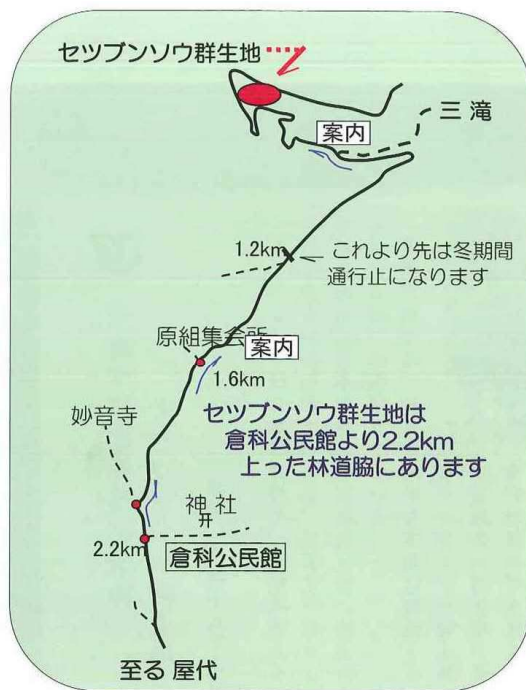 セツブンソウ群生地
三 滝
案内
1.2km
これより先は冬期間
通行止になります
原組集会所
案内
1.6km
妙音寺
セツブンソウ群生地は
倉科公民館より2.2km
上った林道脇にあります
神 社
2.2km
倉科公民館
至る 屋代